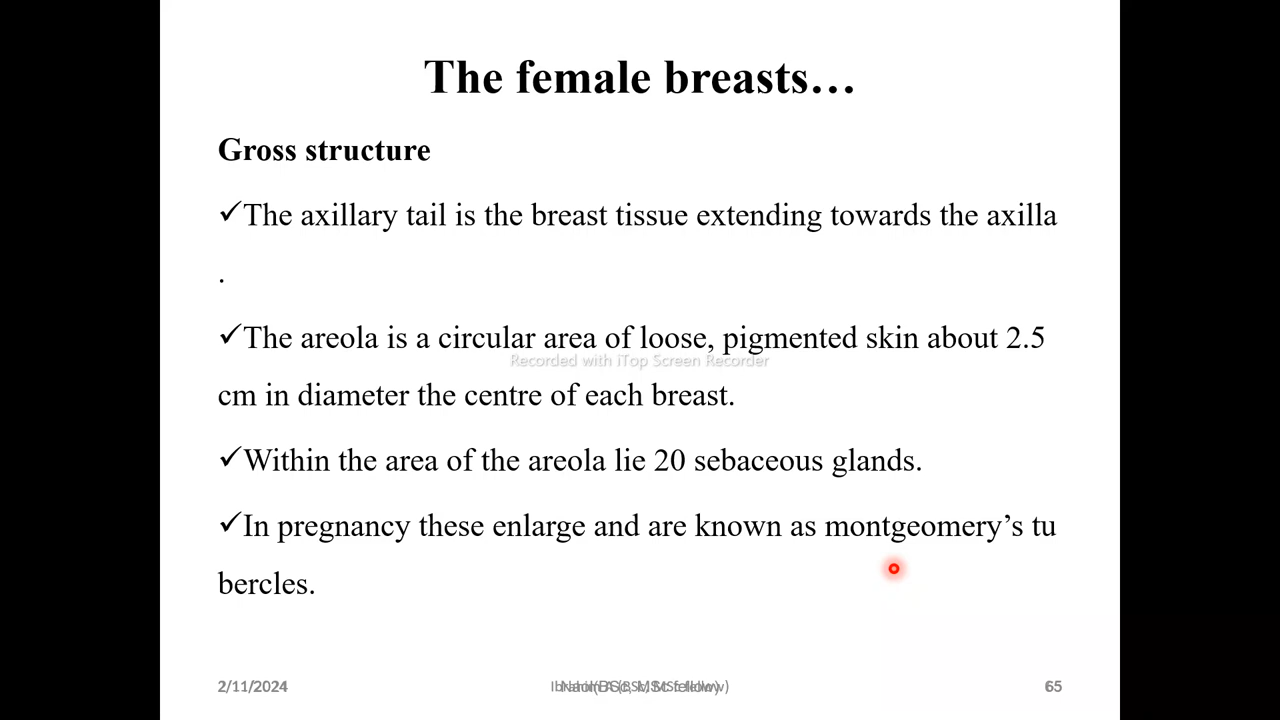 The female breasts…
Gross structure
✓The axillary tail is the breast tissue extending towards the axilla
.
✓The areola is a circular area of loose, pigmented skin about 2.5
Recorded with iTop Screen Recorder
cm in diameter the centre of each breast.
✓Within the area of the areola lie 20 sebaceous glands.
✓In pregnancy these enlarge and are known as montgeomery’s tu
bercles.
2/11/2024
65